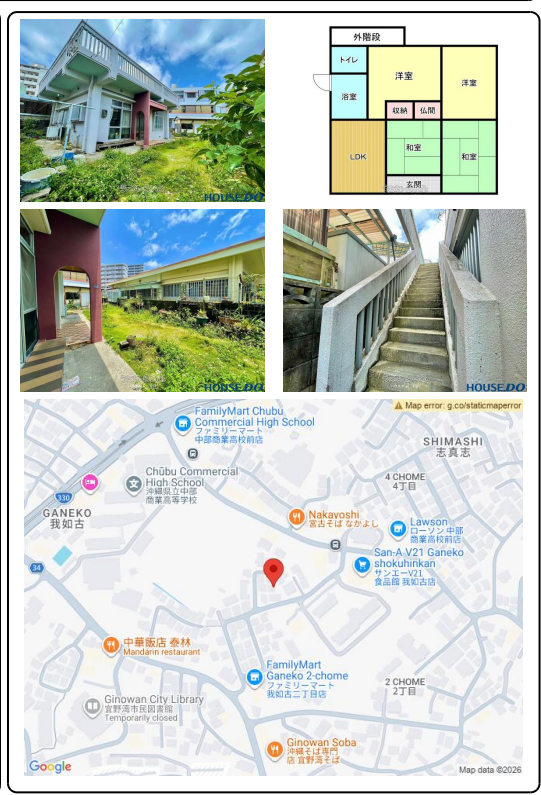 HOUSE DO
外階段
トイレ
洋室
洋室
浴室
収納
仏間
LDK
和室
和室
玄関
HOUSE DO
HOUSE DO
Map error: g.co/staticmaperror
FamilyMart Chubu
Commercial High School
ファミリーマート
中部商業高校前店
SHIMASHI
志真志
Chūbu Commercial
High School
沖縄県立中部
商業高等学校
4 CHOME
4丁目
330
GANEKO
我如古
Nakayoshi
宮古そば なかよし
Lawson
ローソン 中部
商業高校前店
San-A V21 Ganeko
shokuhinkan
サンエーV21
食品館 我如古店
34
中華飯店 泰林
Mandarin restaurant
FamilyMart
Ganeko 2-chome
ファミリーマート
我如古二丁目店
2 CHOME
2丁目
Ginowan City Library
宜野湾市民図書館
Temporarily closed
Ginowan Soba
沖縄そば専門
店 宜野湾そば
Google
Map data ©2026